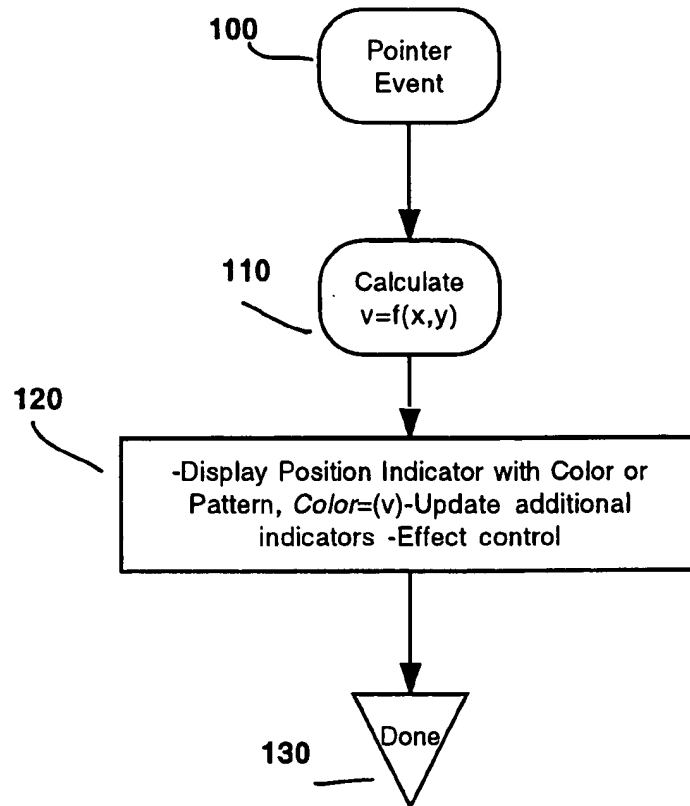 100
Pointer
Event
110
Calculate
v=f(x,y)
120
-Display Position Indicator with Color or
Pattern, Color=(v)-Update additional
indicators -Effect control
Done
130